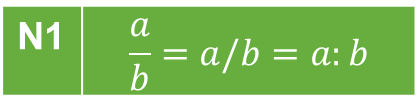 N1
a/b = a/b = a: b